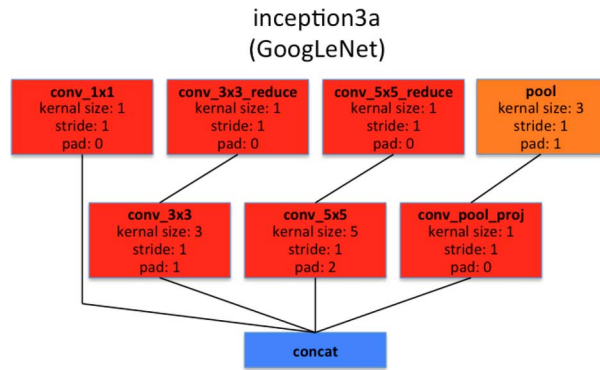 inception3a
(GoogLeNet)
conv_1x1
kernal size: 1
stride: 1
pad: 0
conv_3x3_reduce
kernal size: 1
stride: 1
pad: 0
conv_5x5_reduce
kernal size: 1
stride: 1
pad: 0
pool
kernal size: 3
stride: 1
pad: 1
conv_3x3
kernal size: 3
stride: 1
pad: 1
conv_5x5
kernal size: 5
stride: 1
pad: 2
conv_pool_proj
kernal size: 1
stride: 1
pad: 0
concat